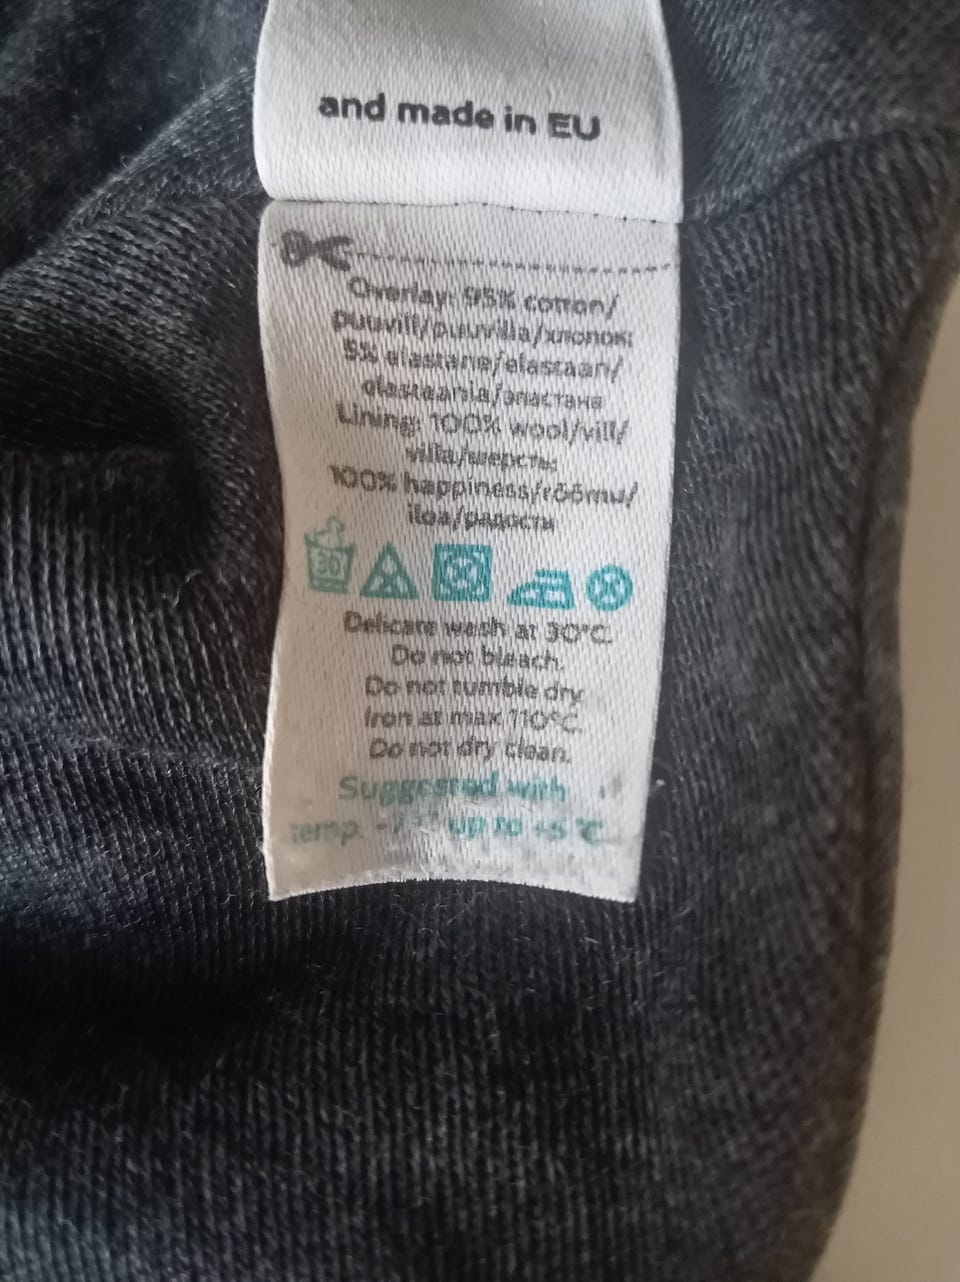 and made in EU
Overlay: 95% cotton/
puuvill/puuvilla/хлопок;
5% elastane/elastaan/
elastaania/эластана
Lining: 100% wool/vill/
villa/шерсть;
100% happiness/rõõmu/
iloa/радости
30
Delicate wash at 30°C.
Do not bleach.
Do not tumble dry.
Iron at max 110°C.
Do not dry clean.
Suggested with
temp. up to +5 °C